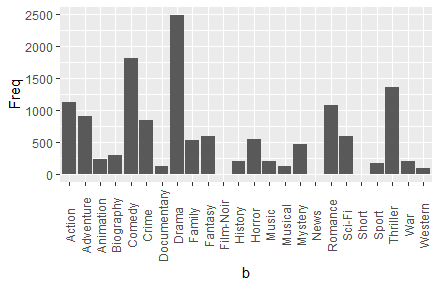 Freq
2500
2000
1500
1000
500
0
Action
Adventure
Animation
Biography
Comedy
Crime
Documentary
Drama
Family
Fantasy
Film-Noir
History
Horror
Music
Musical
Mystery
News
Romance
Sci-Fi
Short
Sport
Thriller
War
Western
b